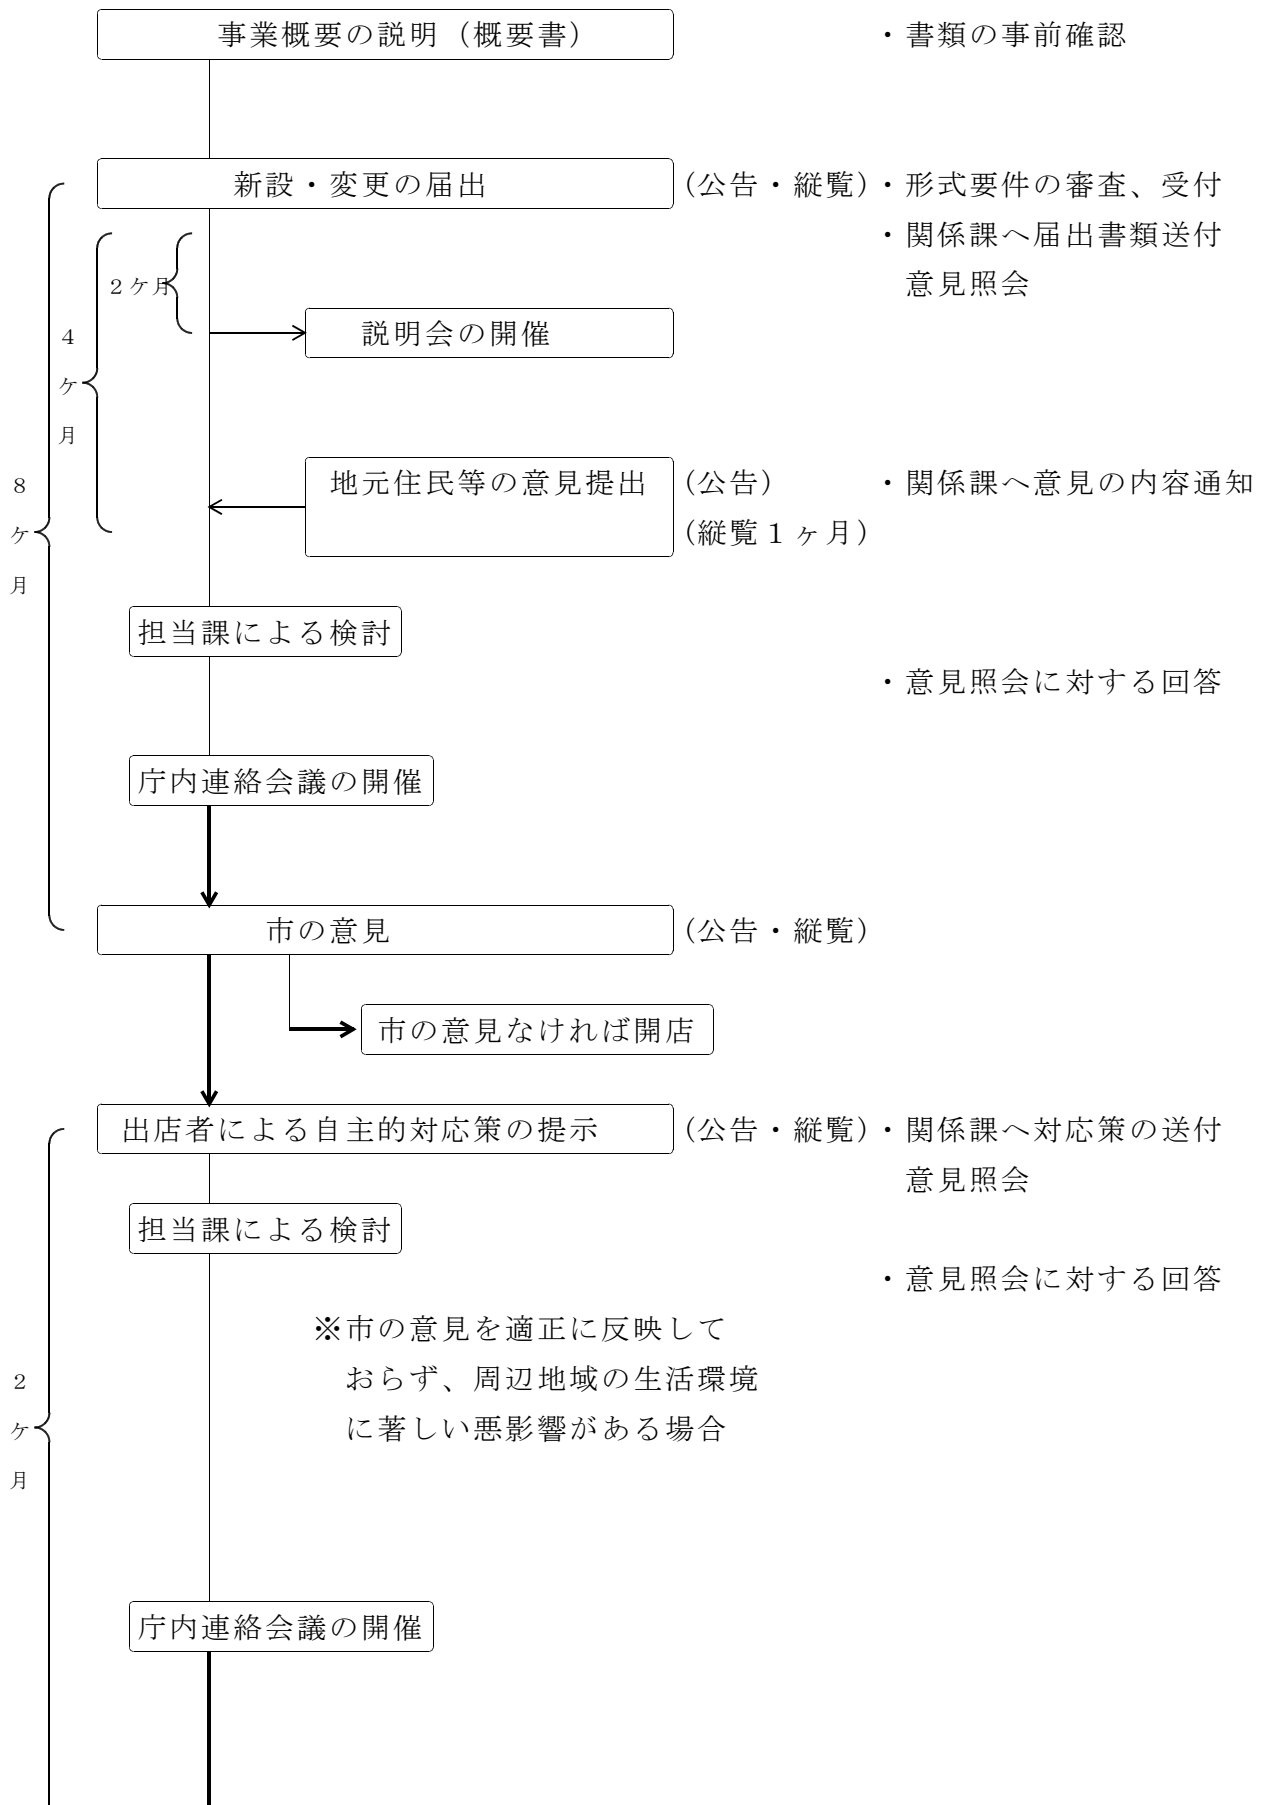 事業概要の説明（概要書）
・書類の事前確認
新設・変更の届出
(公告・縦覧)
・形式要件の審査、受付
・関係課へ届出書類送付
意見照会
２ケ月
説明会の開催
４ヶ月
８ヶ月
地元住民等の意見提出
(公告)
・関係課へ意見の内容通知
(縦覧１ヶ月)
担当課による検討
・意見照会に対する回答
庁内連絡会議の開催
市の意見
(公告・縦覧)
市の意見なければ開店
出店者による自主的対応策の提示
(公告・縦覧)
・関係課へ対応策の送付
意見照会
担当課による検討
・意見照会に対する回答
※市の意見を適正に反映して
おらず、周辺地域の生活環境
に著しい悪影響がある場合
２ヶ月
庁内連絡会議の開催